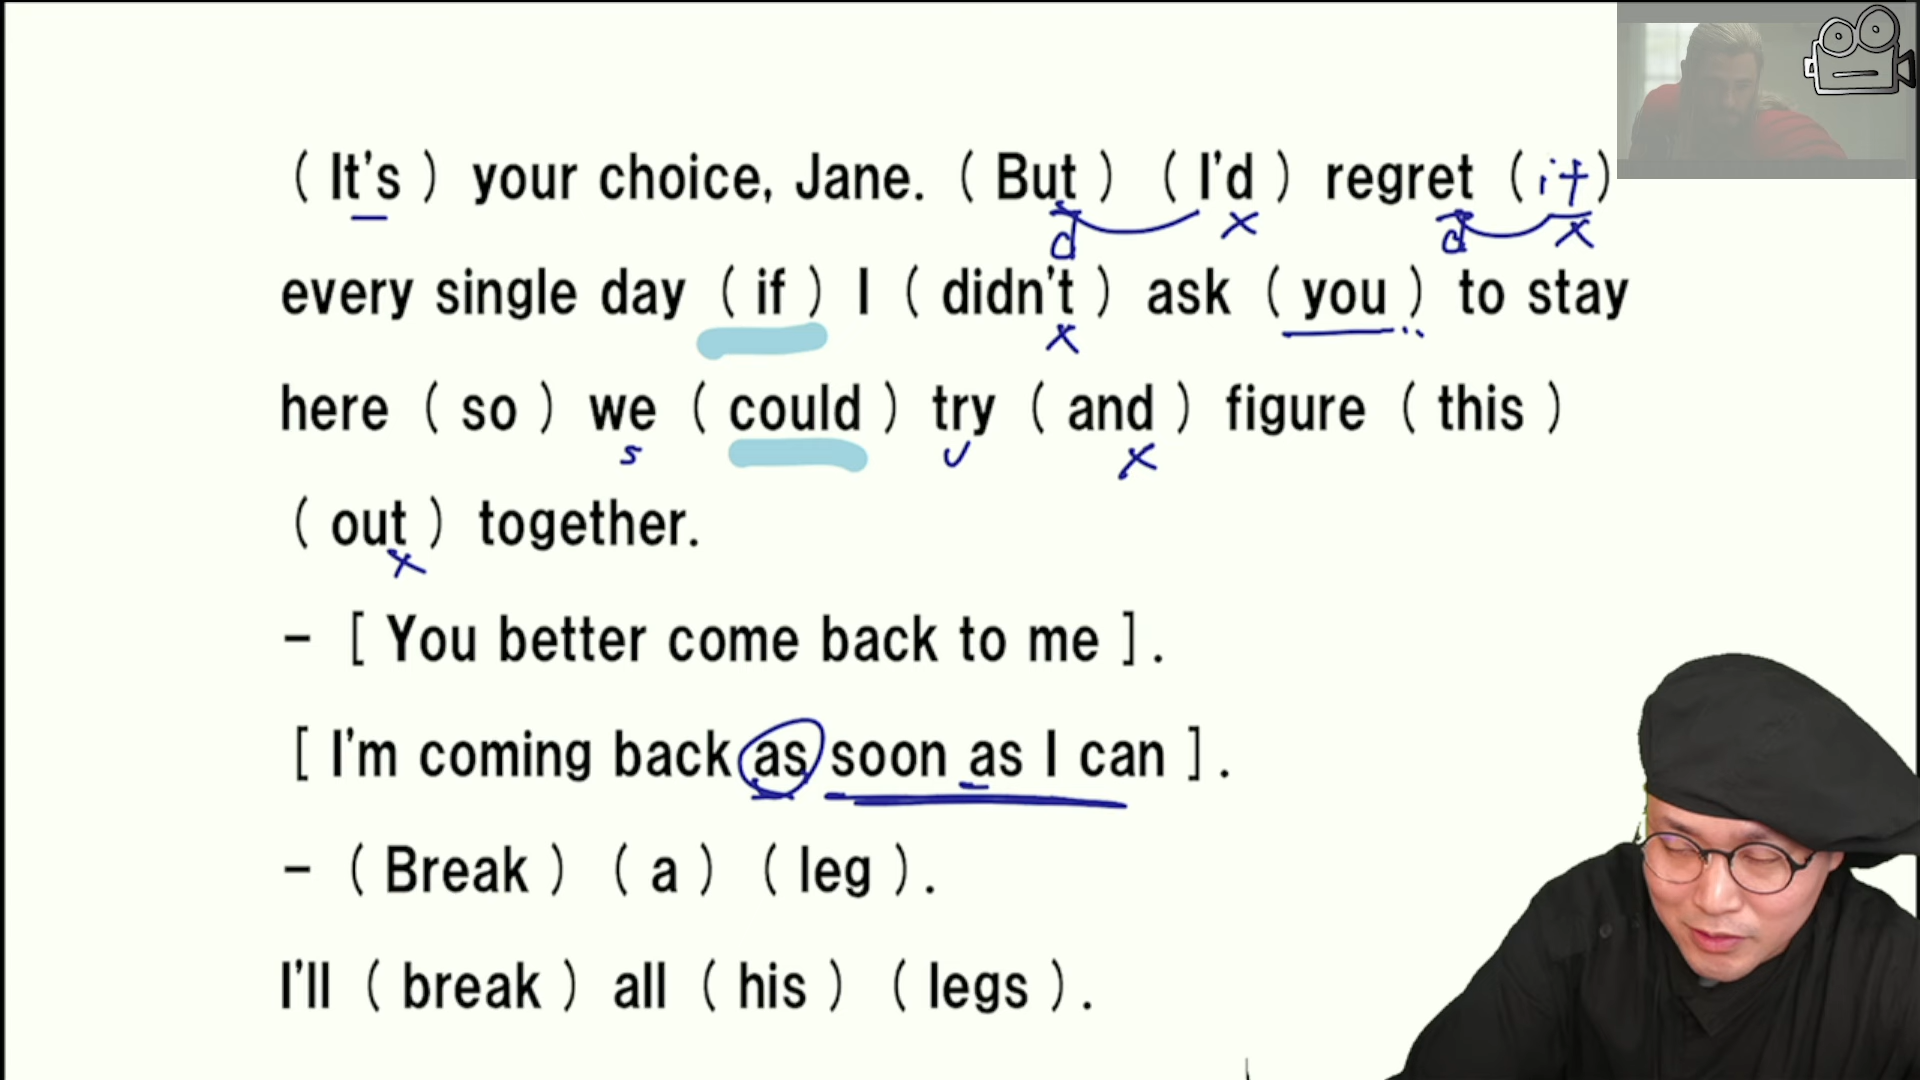 ( It's ) your choice, Jane. ( But ) ( I'd ) regret ( it )
d x d x
every single day ( if ) I ( didn't ) ask ( you ) to stay
x
here ( so ) we ( could ) try ( and ) figure ( this )
s v x
( out ) together.
x
– [ You better come back to me ].
[ I'm coming back as soon as I can ].
– ( Break ) ( a ) ( leg ).
I'll ( break ) all ( his ) ( legs ).